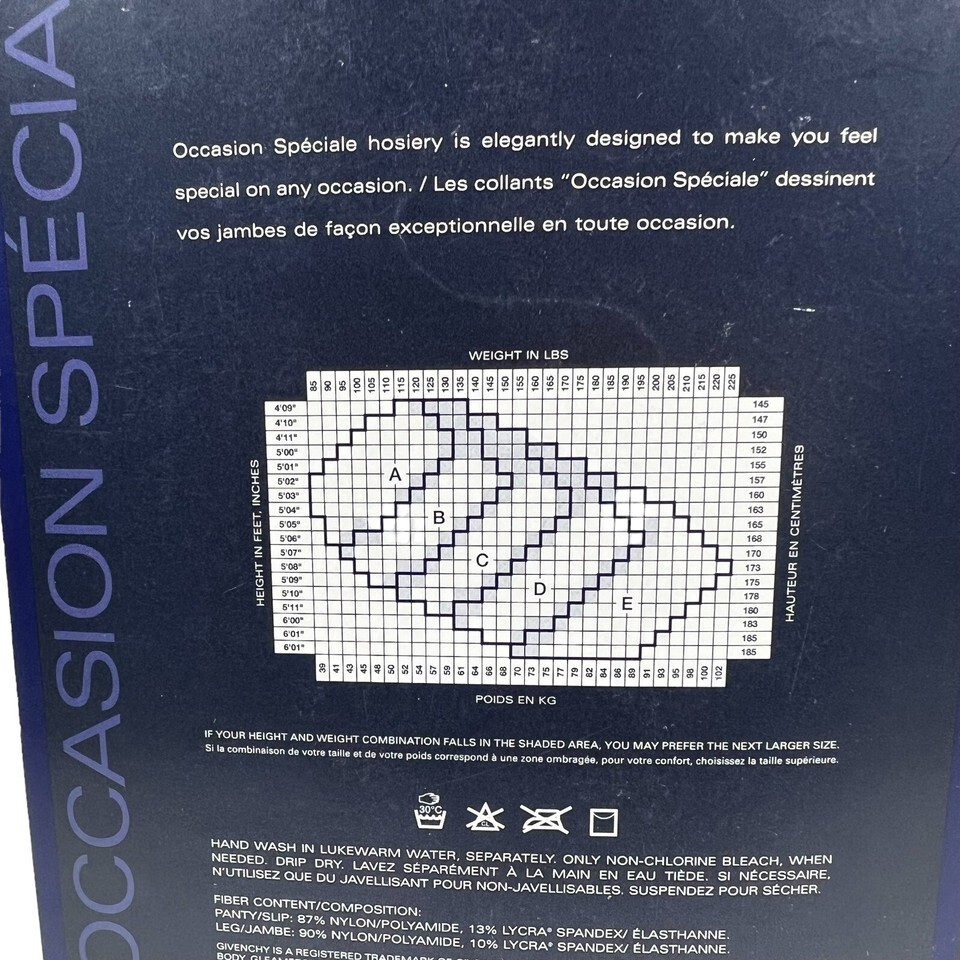 OCCASION SPÉCIA
Occasion Spéciale hosiery is elegantly designed to make you feel
special on any occasion. / Les collants "Occasion Spéciale" dessinent
vos jambes de façon exceptionnelle en toute occasion.
WEIGHT IN LBS
85 90 95 100 105 110 115 120 125 130 135 140 145 150 155 160 165 170 175 180 185 190 195 200 205 210 215 220 225
HEIGHT IN FEET, INCHES
4'09" 145
4'10" 147
4'11" 150
5'00" 152
5'01" 155
5'02" 157
5'03" 160
5'04" 163
5'05" 165
5'06" 168
5'07" 170
5'08" 173
5'09" 175
5'10" 178
5'11" 180
6'00" 183
6'01" 185
6'01" 185
A
B
C
D
E
HAUTEUR EN CENTIMÈTRES
39 41 43 45 48 50 52 54 57 59 61 64 66 68 70 73 75 77 79 82 84 86 89 91 93 95 98 100 102
POIDS EN KG
IF YOUR HEIGHT AND WEIGHT COMBINATION FALLS IN THE SHADED AREA, YOU MAY PREFER THE NEXT LARGER SIZE.
Si la combinaison de votre taille et de votre poids correspond à une zone ombragée, pour votre confort, choisissez la taille supérieure.
30°C CL
HAND WASH IN LUKEWARM WATER, SEPARATELY. ONLY NON-CHLORINE BLEACH, WHEN
NEEDED. DRIP DRY. LAVEZ SÉPARÉMENT À LA MAIN EN EAU TIÈDE. SI NÉCESSAIRE,
N'UTILISEZ QUE DU JAVELLISANT POUR NON-JAVELLISABLES. SUSPENDEZ POUR SÉCHER.
FIBER CONTENT/COMPOSITION:
PANTY/SLIP: 87% NYLON/POLYAMIDE, 13% LYCRA® SPANDEX/ ÉLASTHANNE.
LEG/JAMBE: 90% NYLON/POLYAMIDE, 10% LYCRA® SPANDEX/ ÉLASTHANNE.
GIVENCHY IS A REGISTERED TRADEMARK OF
BODY